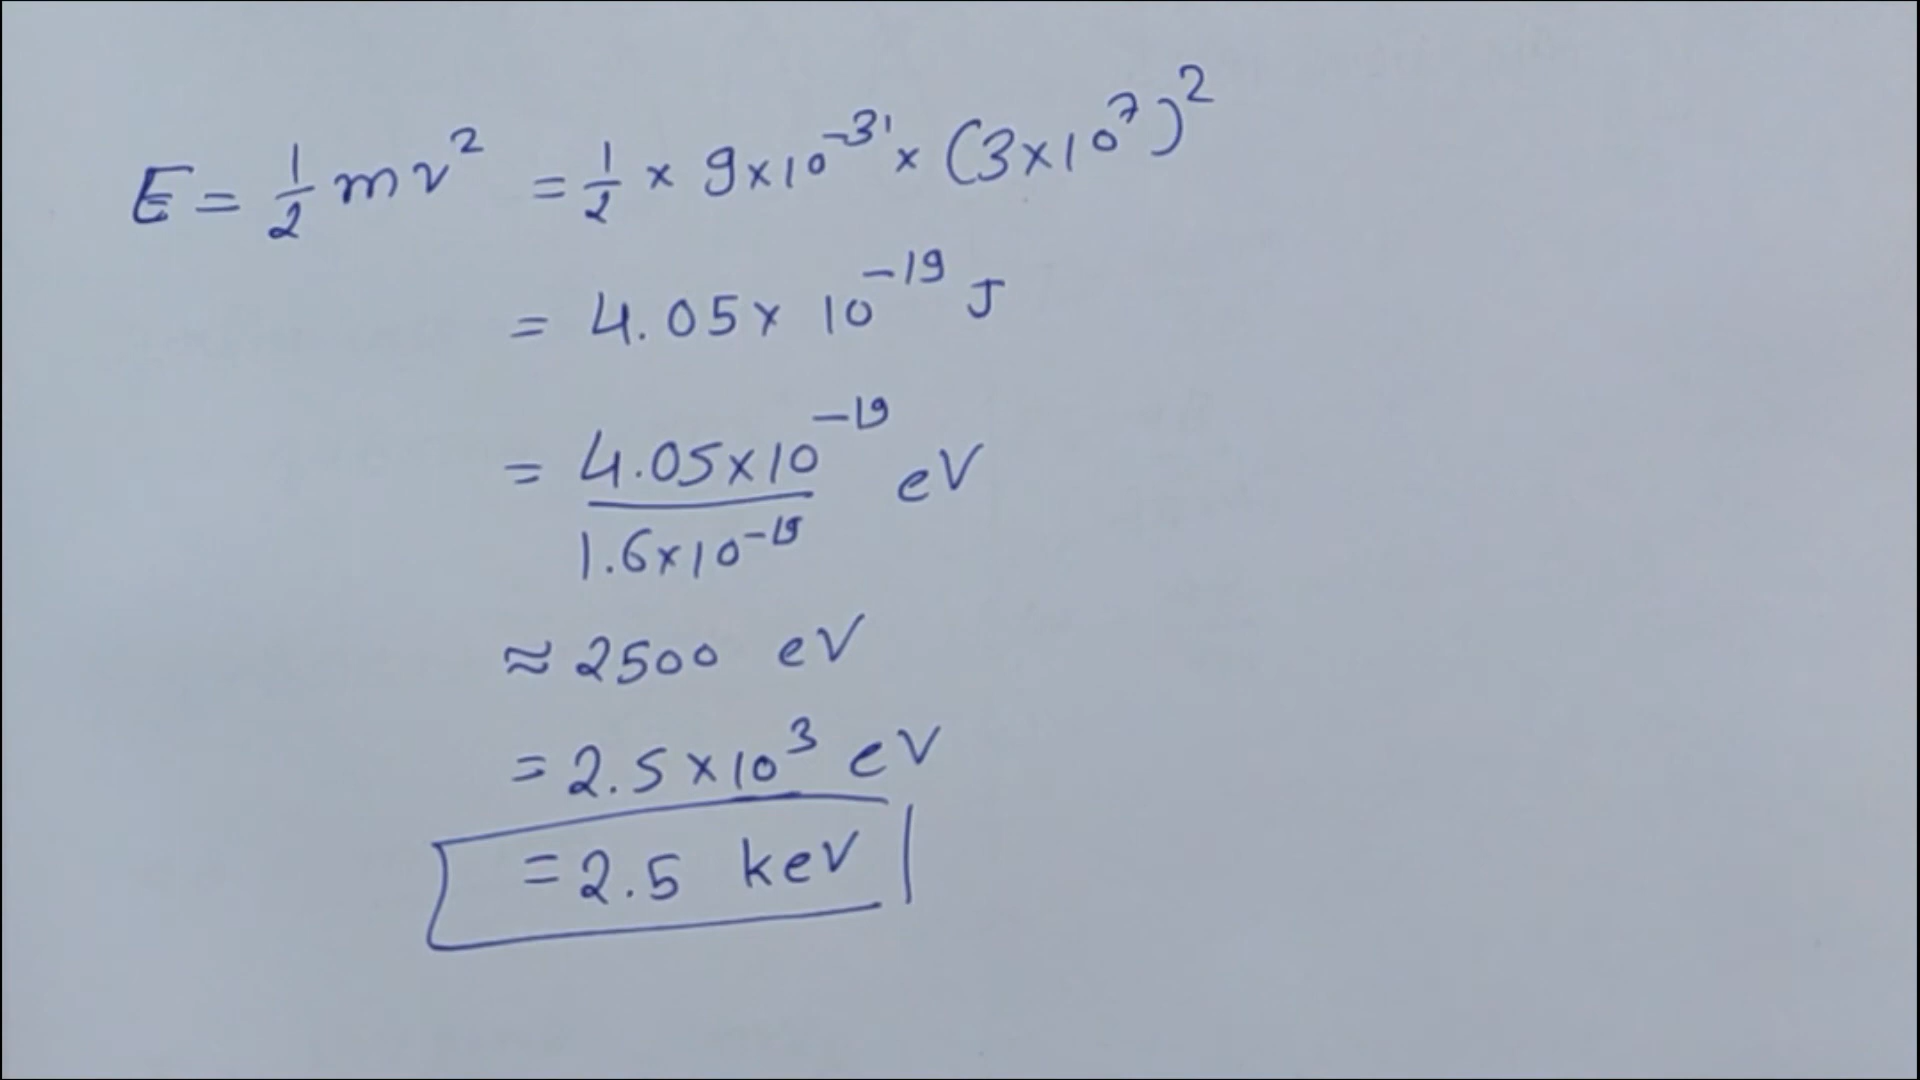 E = 1/2 mv² = 1/2 × 9×10⁻³¹ × (3×10⁷)²
= 4.05× 10⁻¹⁹ J
= 4.05×10⁻¹⁹ / 1.6×10⁻¹⁹ eV
≈ 2500 eV
= 2.5×10³ eV
= 2.5 keV